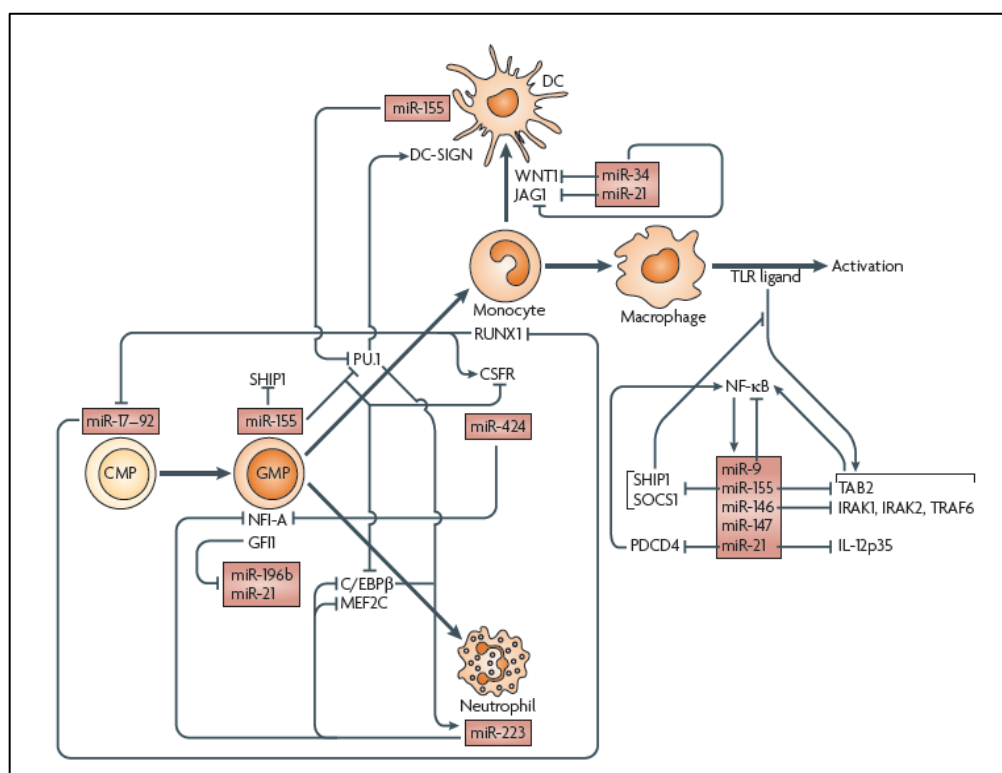 DC
miR-155
DC-SIGN
WNT1
JAG1
miR-34
miR-21
Monocyte
Macrophage
TLR ligand
Activation
RUNX1
PU.1
SHIP1
CSFR
miR-17–92
miR-155
miR-424
CMP
GMP
NFI-A
GFI1
miR-196b
miR-21
C/EBPβ
MEF2C
Neutrophil
miR-223
NF-κB
SHIP1
SOCS1
PDCD4
miR-9
miR-155
miR-146
miR-147
miR-21
TAB2
IRAK1, IRAK2, TRAF6
IL-12p35